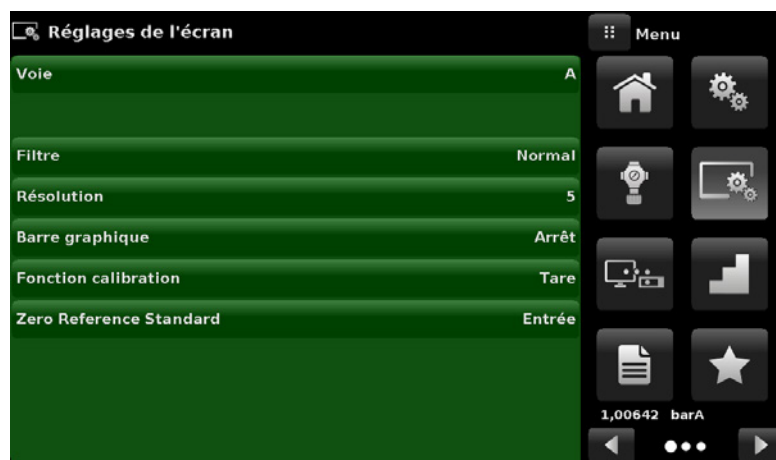 Réglages de l'écran
Menu
Voie A
Filtre Normal
Résolution 5
Barre graphique Arrêt
Fonction calibration Tare
Zero Reference Standard Entrée
1,00642 barA